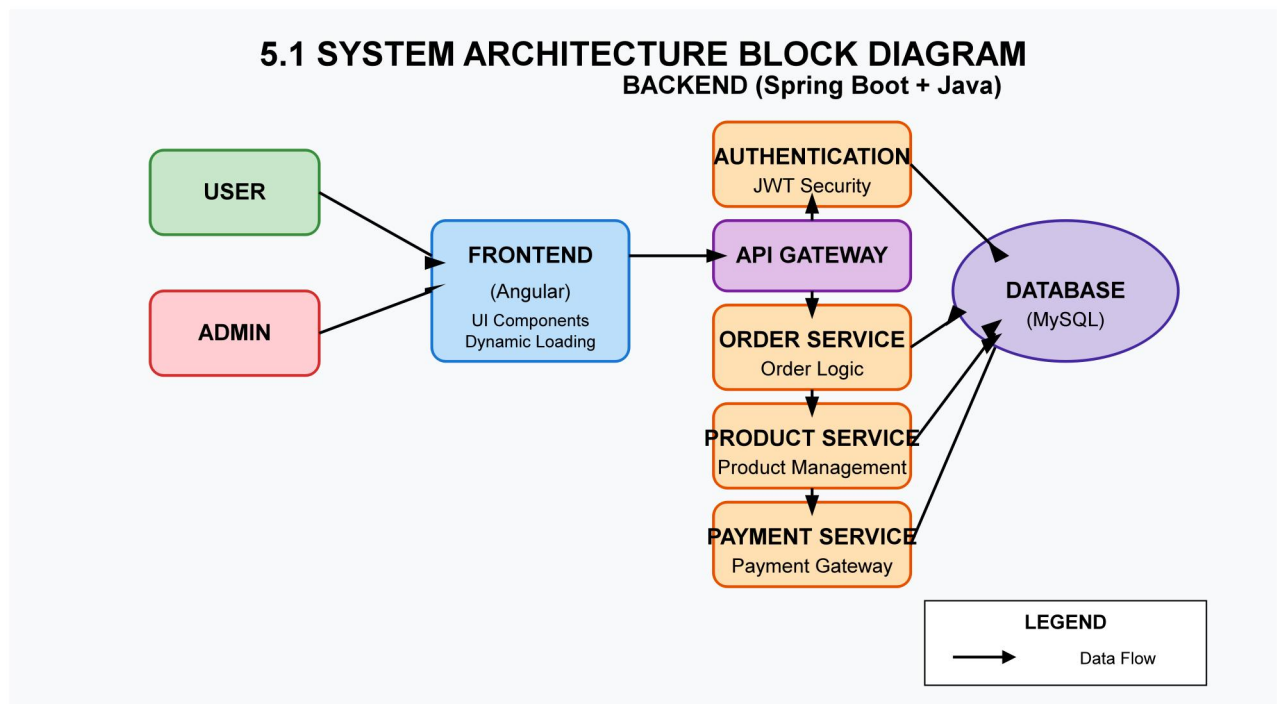 5.1 SYSTEM ARCHITECTURE BLOCK DIAGRAM
BACKEND (Spring Boot + Java)
USER
ADMIN
FRONTEND
(Angular)
UI Components
Dynamic Loading
AUTHENTICATION
JWT Security
API GATEWAY
ORDER SERVICE
Order Logic
PRODUCT SERVICE
Product Management
PAYMENT SERVICE
Payment Gateway
DATABASE
(MySQL)
LEGEND
Data Flow